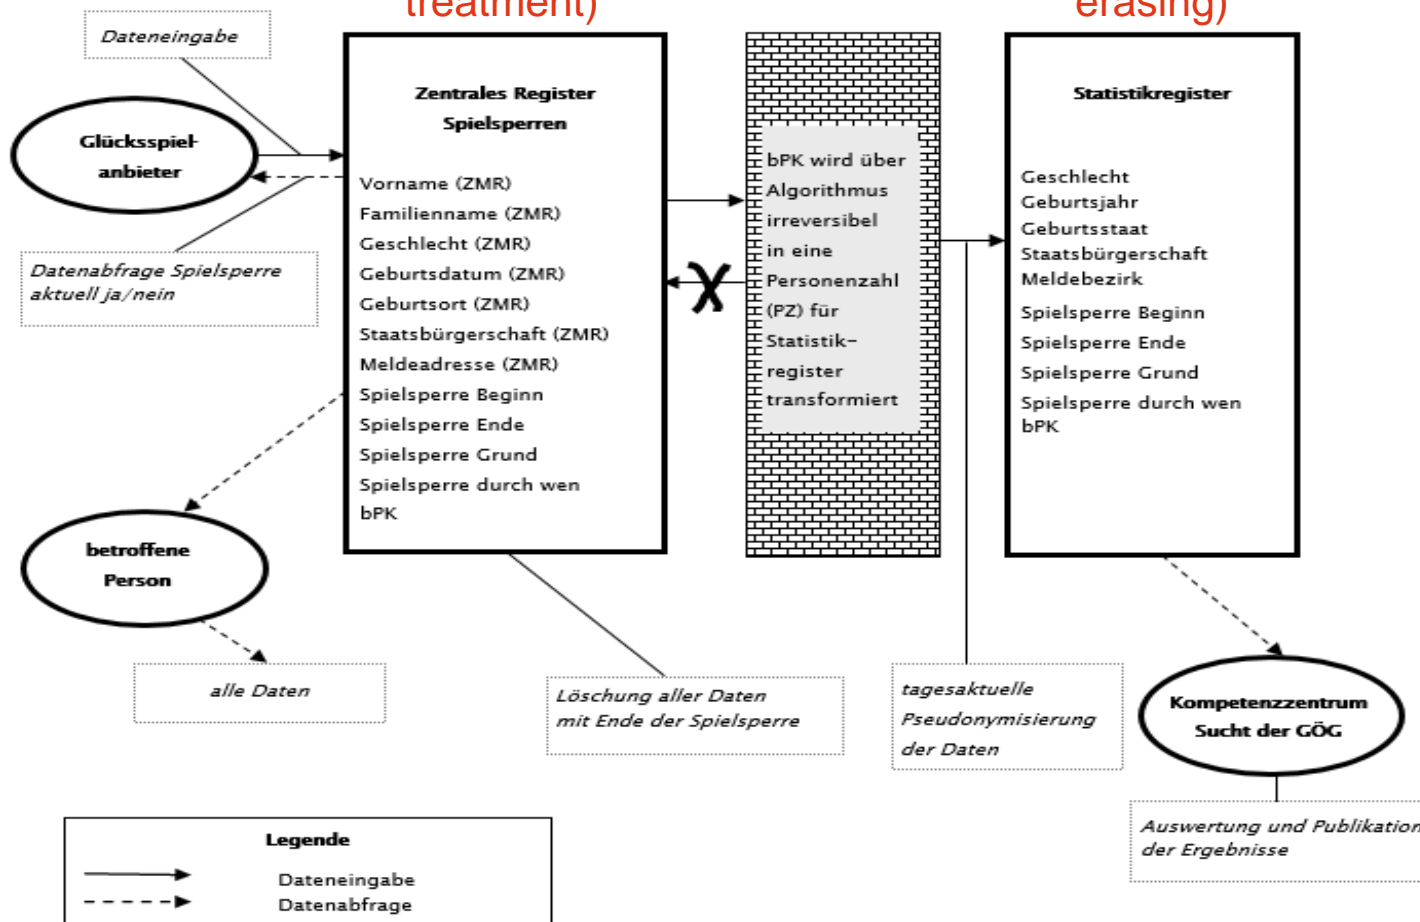 treatment)
erasing)
Dateneingabe
Glücksspiel-
anbieter
Datenabfrage Spielsperre
aktuell ja/nein
Zentrales Register
Spielsperren
Vorname (ZMR)
Familienname (ZMR)
Geschlecht (ZMR)
Geburtsdatum (ZMR)
Geburtsort (ZMR)
Staatsbürgerschaft (ZMR)
Meldeadresse (ZMR)
Spielsperre Beginn
Spielsperre Ende
Spielsperre Grund
Spielsperre durch wen
bPK
bPK wird über
Algorithmus
irreversibel
in eine
Personenzahl
(PZ) für
Statistik-
register
transformiert
X
Statistikregister
Geschlecht
Geburtsjahr
Geburtsstaat
Staatsbürgerschaft
Meldebezirk
Spielsperre Beginn
Spielsperre Ende
Spielsperre Grund
Spielsperre durch wen
bPK
betroffene
Person
alle Daten
Löschung aller Daten
mit Ende der Spielsperre
tagesaktuelle
Pseudonymisierung
der Daten
Kompetenzzentrum
Sucht der GÖG
Auswertung und Publikation
der Ergebnisse
Legende
Dateneingabe
Datenabfrage